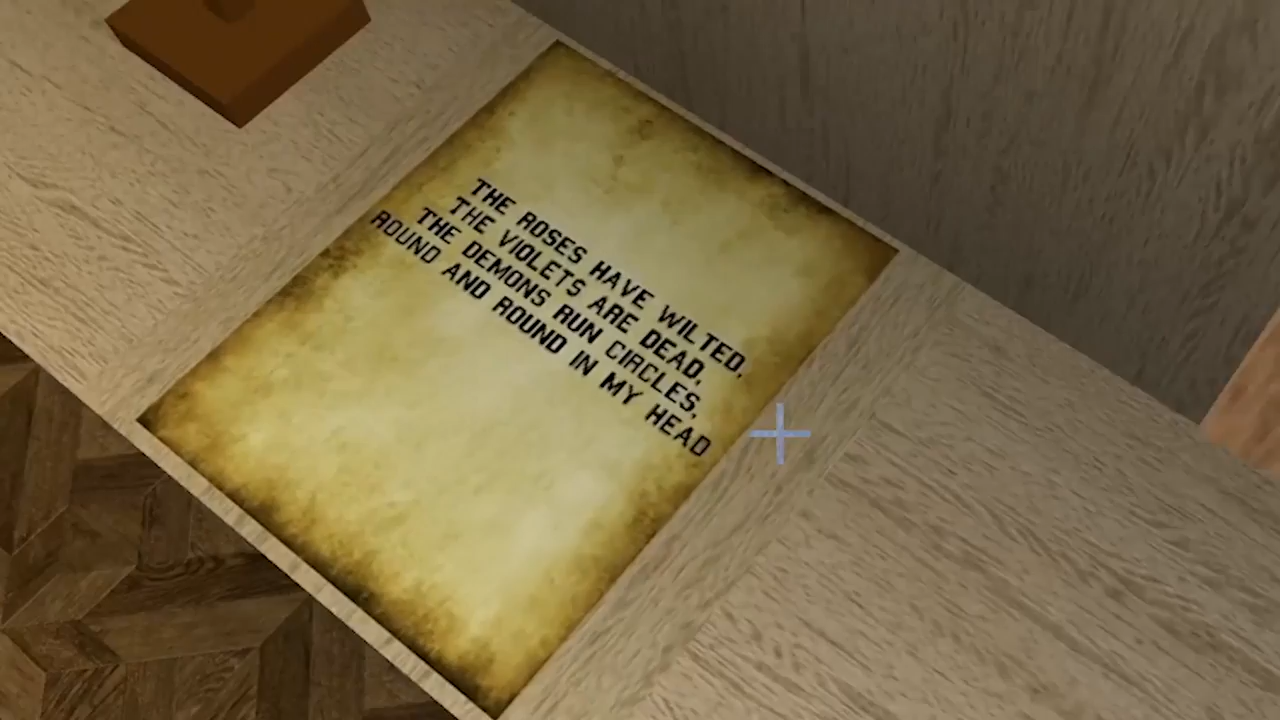 THE ROSES HAVE WILTED,
THE VIOLETS ARE DEAD,
THE DEMONS RUN CIRCLES,
ROUND AND ROUND IN MY HEAD